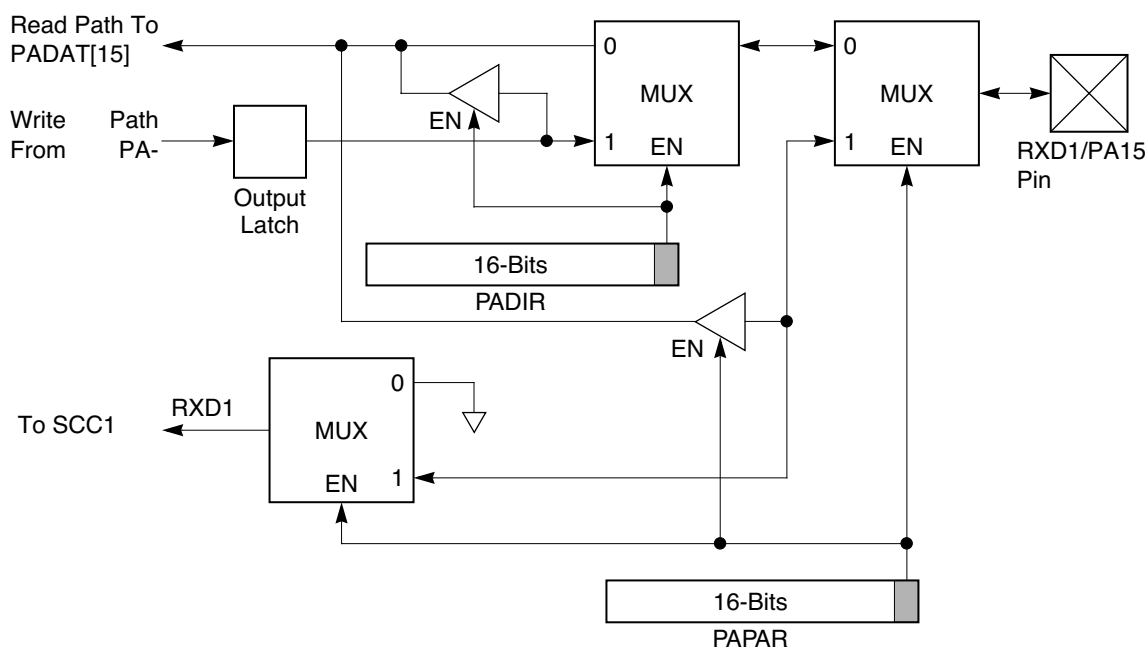 Read Path To
PADAT[15]
0
MUX
EN
1
0
MUX
EN
1
RXD1/PA15
Pin
EN
Write Path
From PA-
Output
Latch
16-Bits
PADIR
EN
To SCC1
RXD1
0
MUX
EN
1
16-Bits
PAPAR